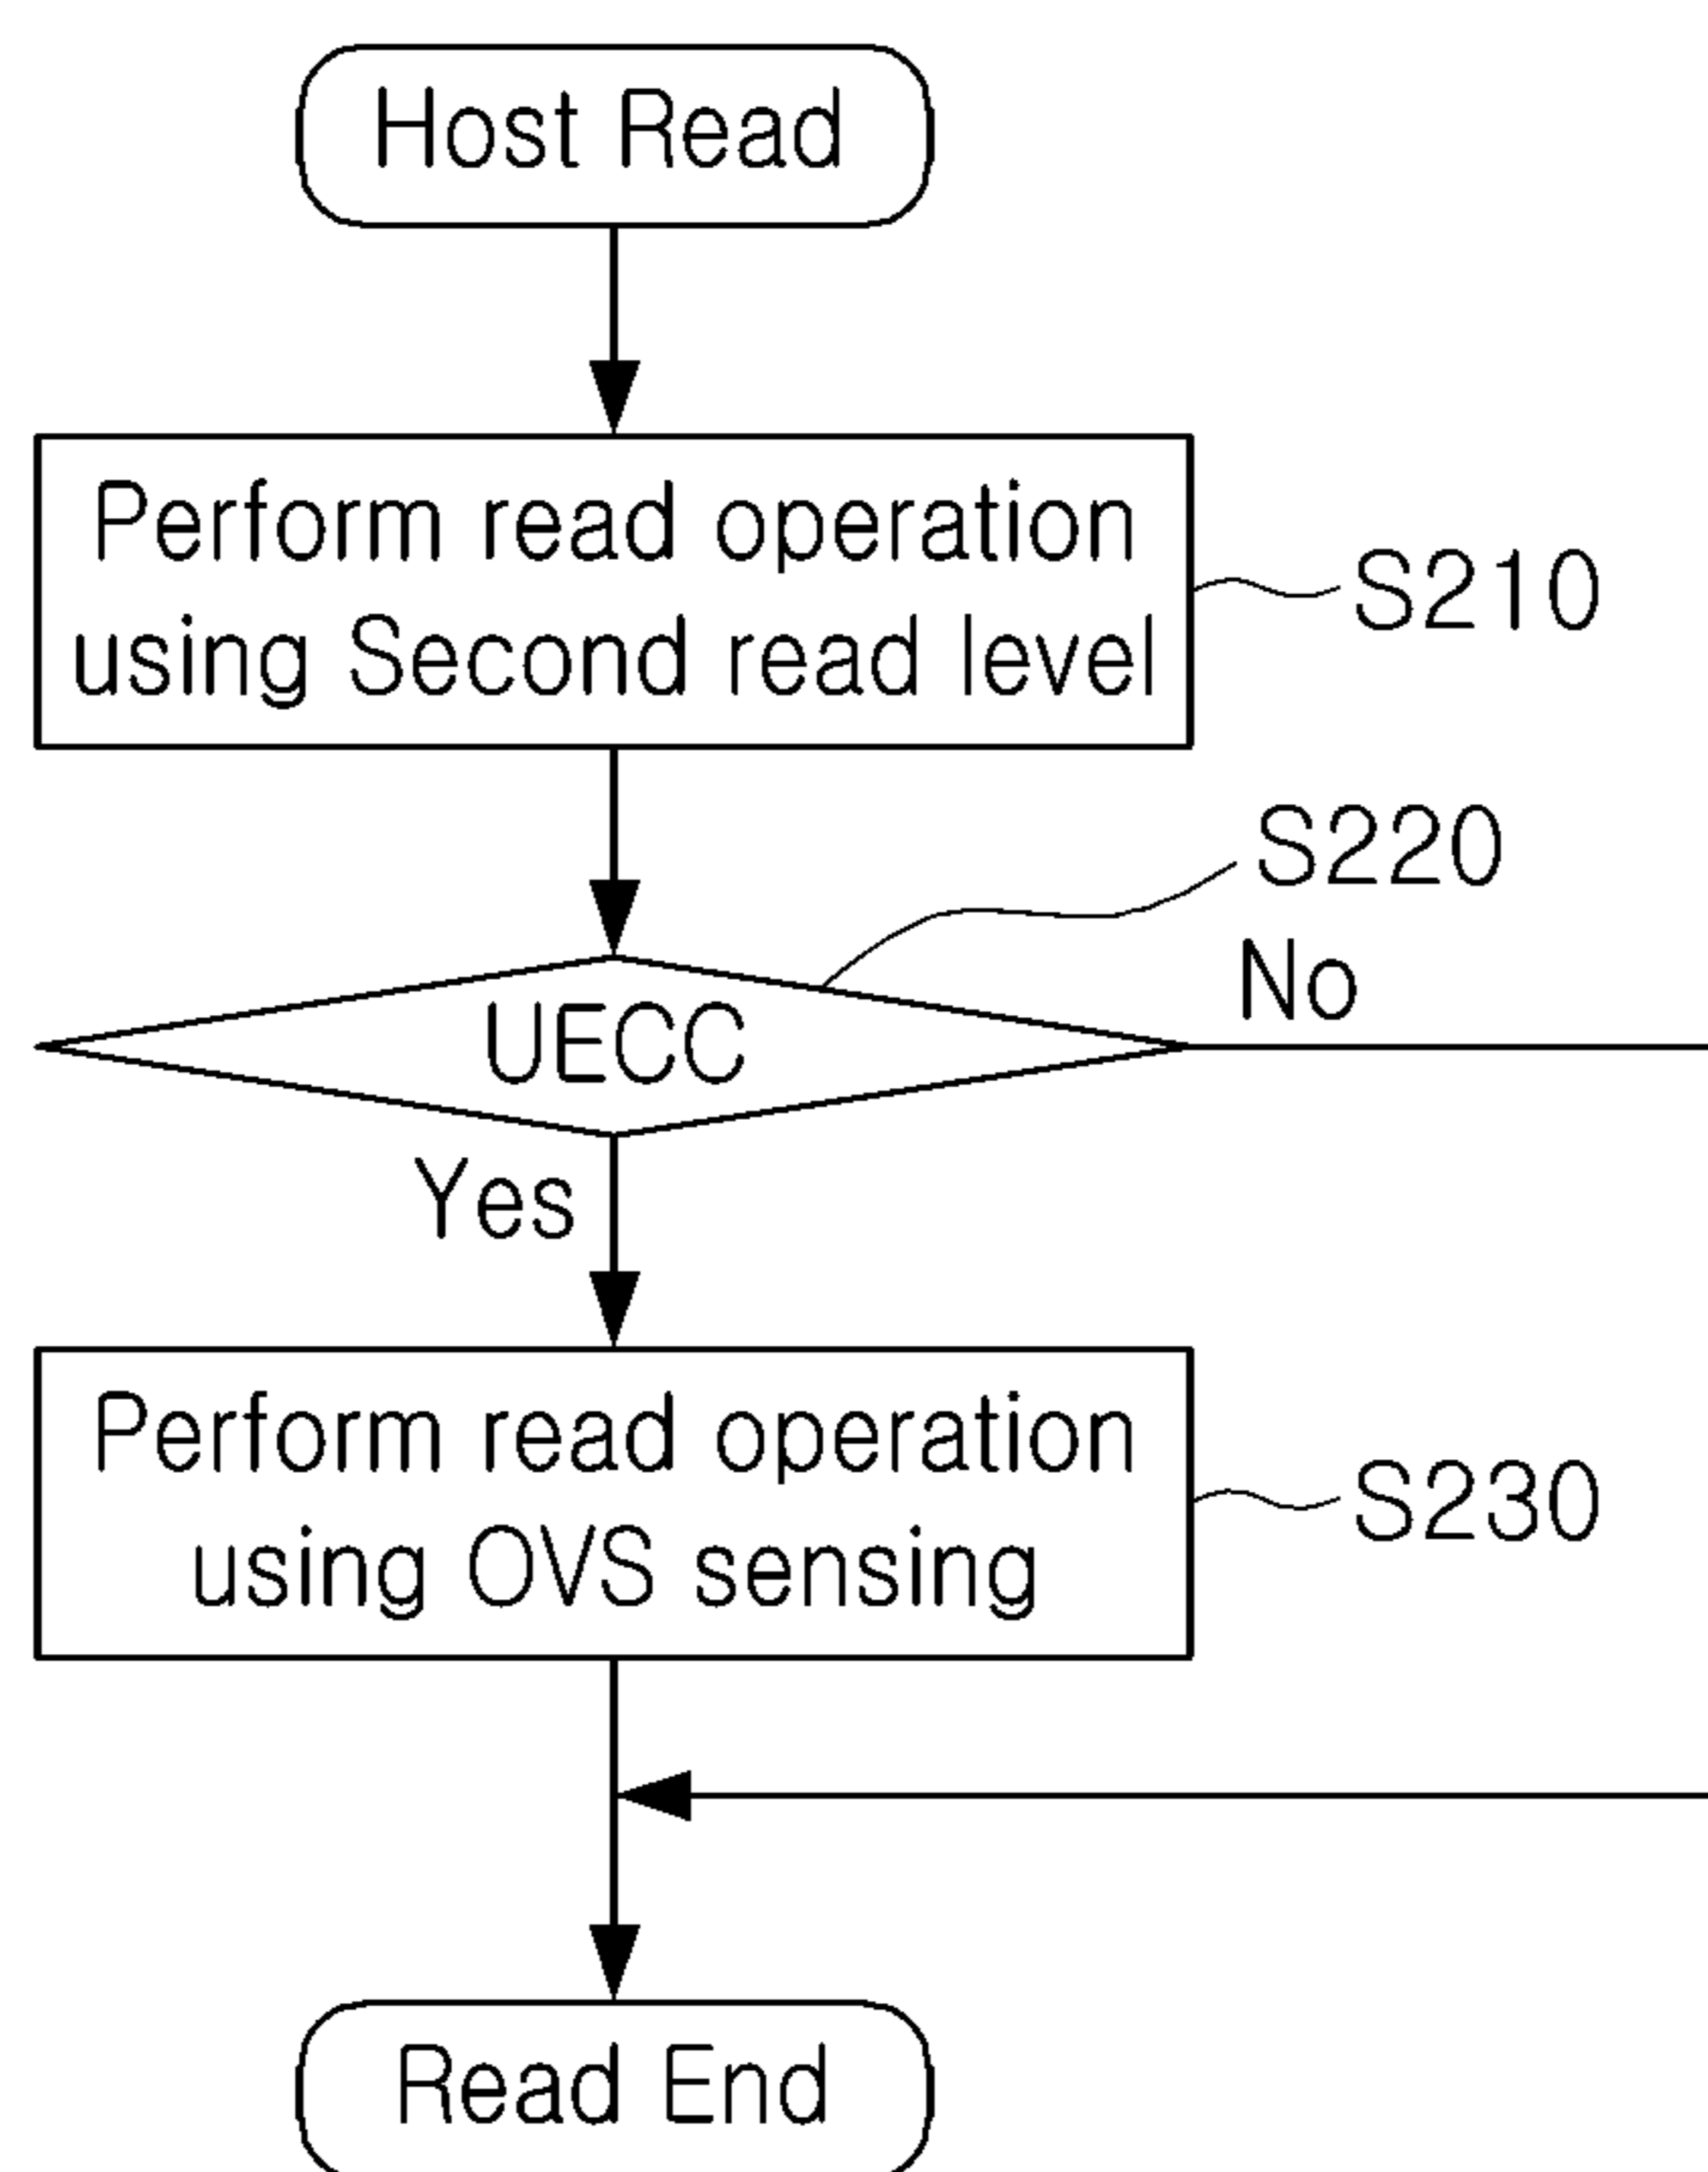 Host Read
Perform read operation
using Second read level
S210
S220
UECC
No
Yes
Perform read operation
using OVS sensing
S230
Read End